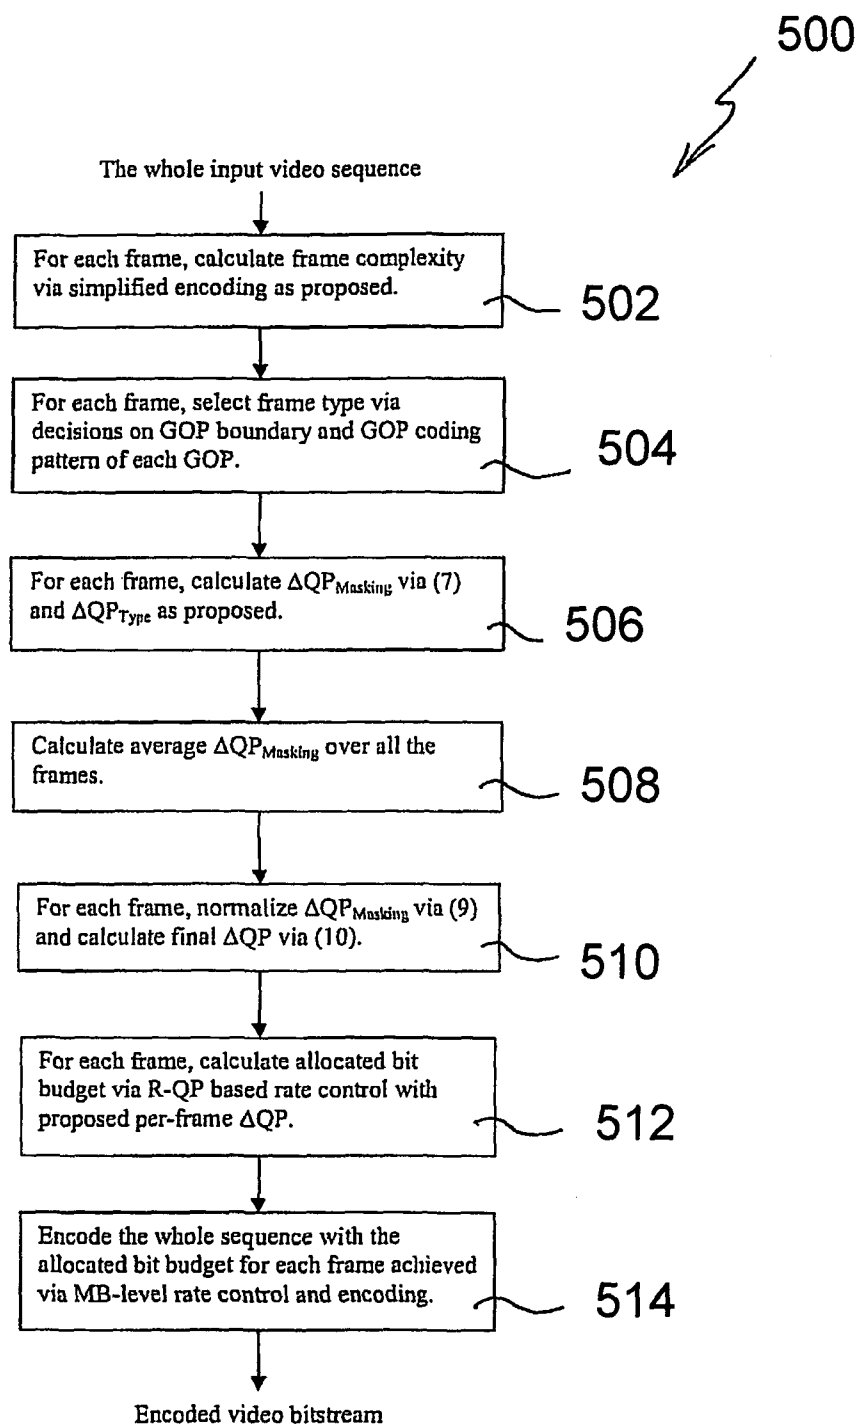 500
The whole input video sequence
For each frame, calculate frame complexity
via simplified encoding as proposed.
502
For each frame, select frame type via
decisions on GOP boundary and GOP coding
pattern of each GOP.
504
For each frame, calculate ΔQPMasking via (7)
and ΔQPType as proposed.
506
Calculate average ΔQPMasking over all the
frames.
508
For each frame, normalize ΔQPMasking via (9)
and calculate final ΔQP via (10).
510
For each frame, calculate allocated bit
budget via R-QP based rate control with
proposed per-frame ΔQP.
512
Encode the whole sequence with the
allocated bit budget for each frame achieved
via MB-level rate control and encoding.
514
Encoded video bitstream